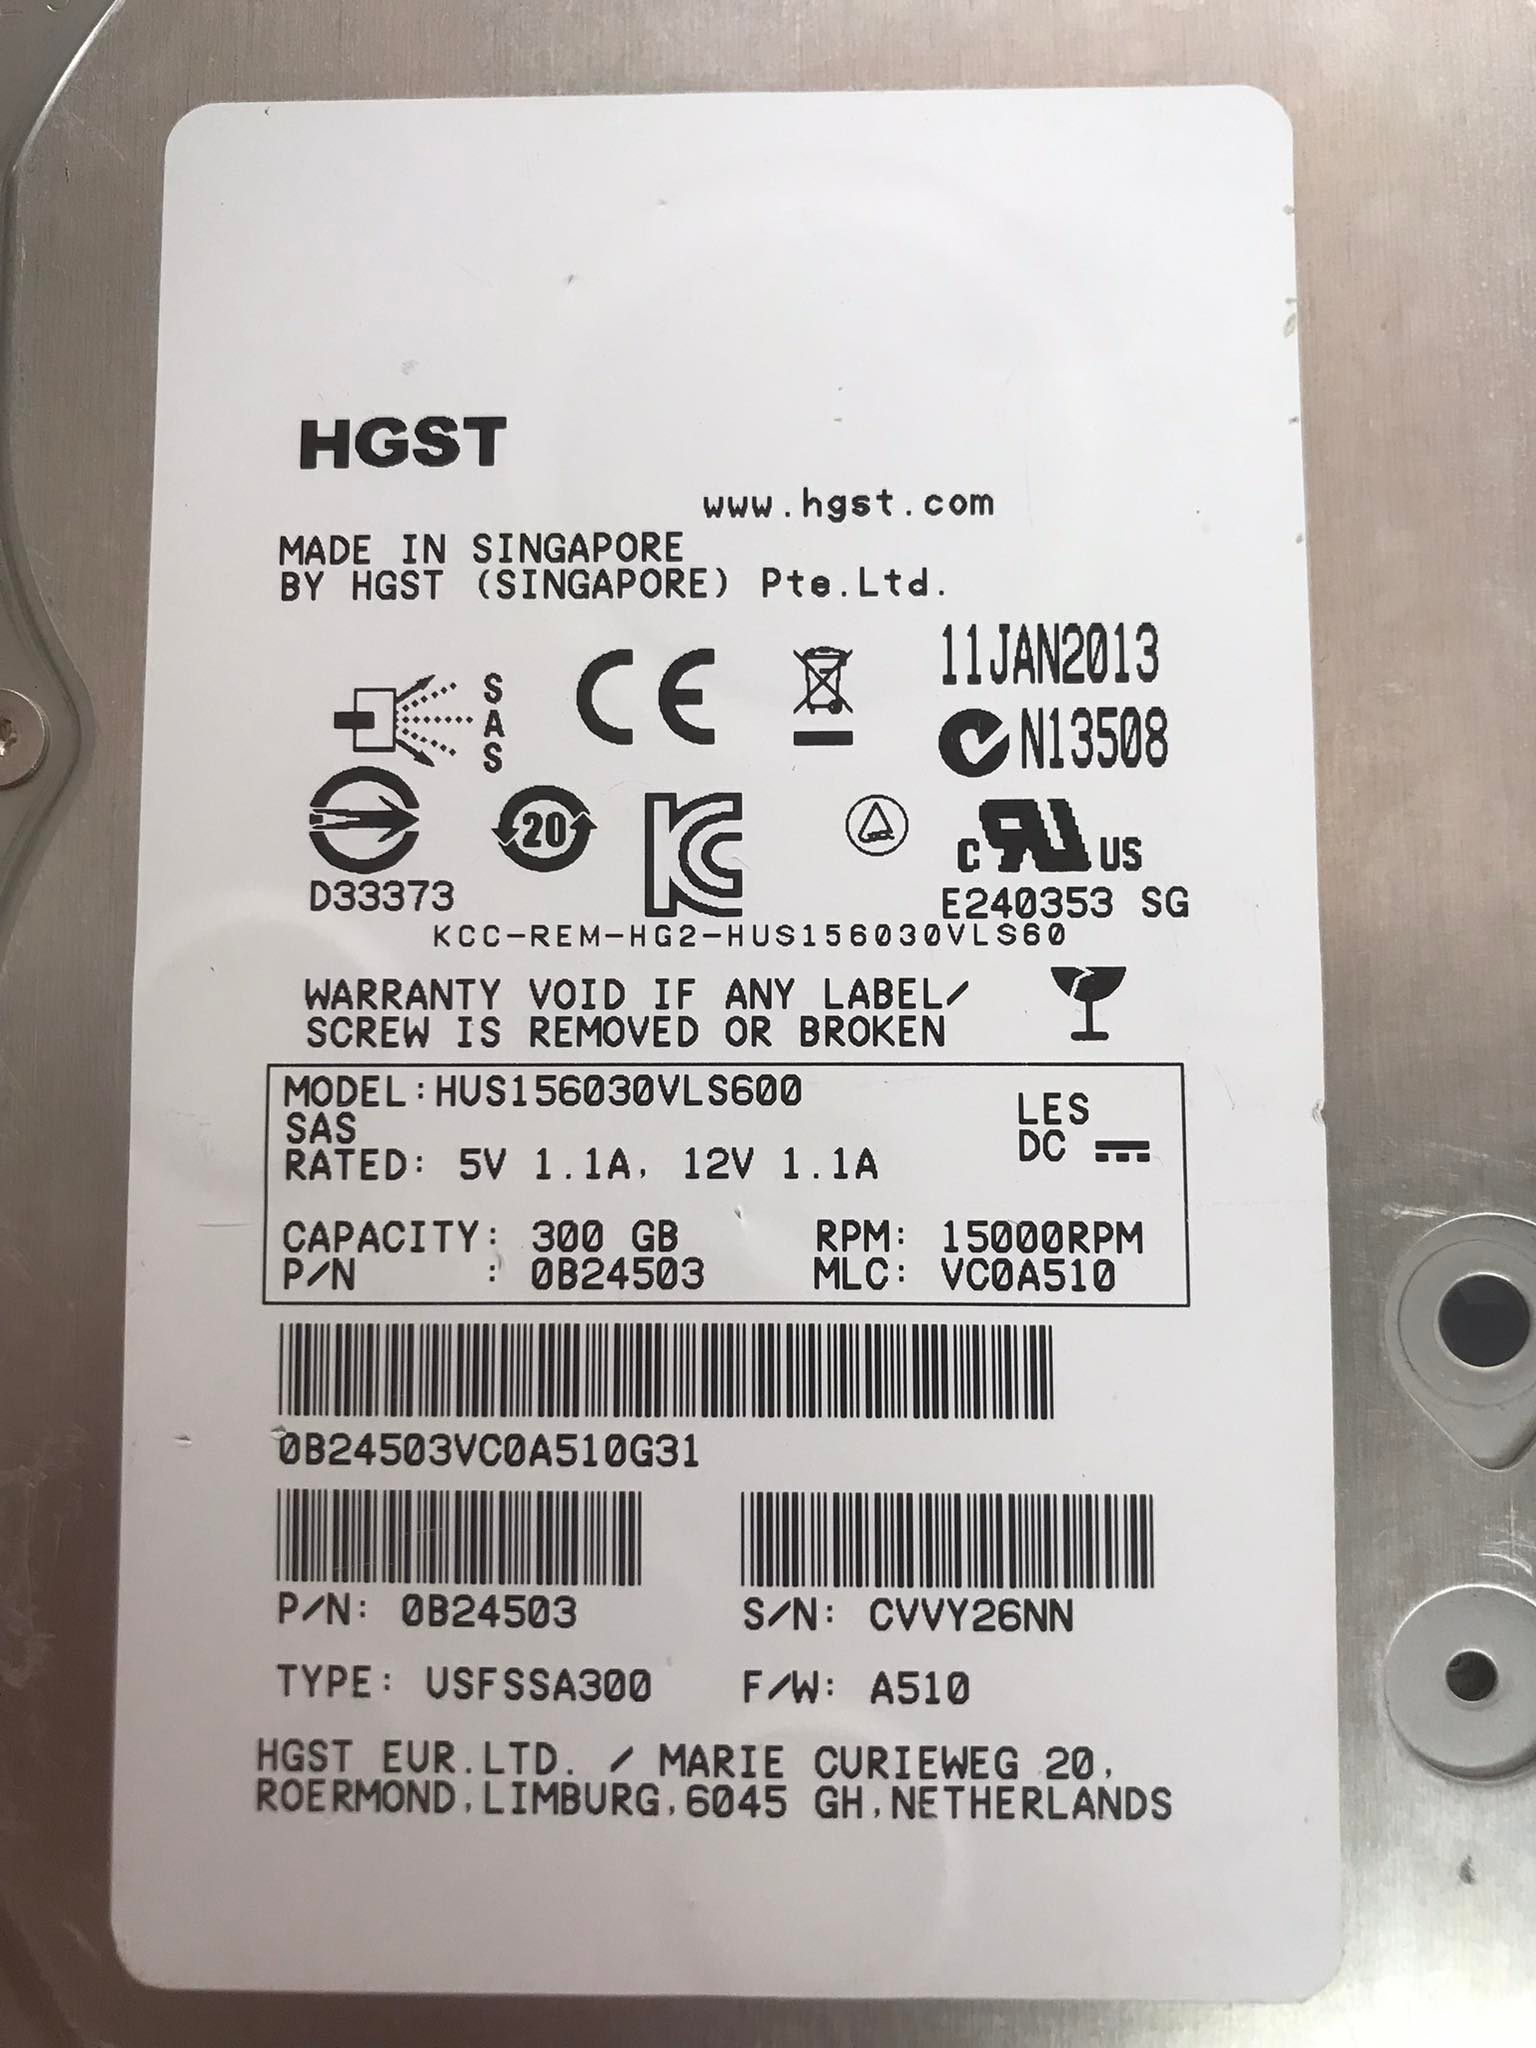 HGST
www.hgst.com
MADE IN SINGAPORE
BY HGST (SINGAPORE) Pte.Ltd.
11JAN2013
SAS
CE
N13508
20
c RU US
D33373
E240353 SG
KCC-REM-HG2-HUS156030VLS60
WARRANTY VOID IF ANY LABEL/
SCREW IS REMOVED OR BROKEN
MODEL:HUS156030VLS600
LES
SAS
DC
RATED: 5V 1.1A, 12V 1.1A
CAPACITY: 300 GB RPM: 15000RPM
P/N : 0B24503 MLC: VC0A510
0B24503VC0A510G31
P/N: 0B24503 S/N: CVVY26NN
TYPE: USFSSA300 F/W: A510
HGST EUR.LTD. / MARIE CURIEWEG 20,
ROERMOND,LIMBURG,6045 GH,NETHERLANDS